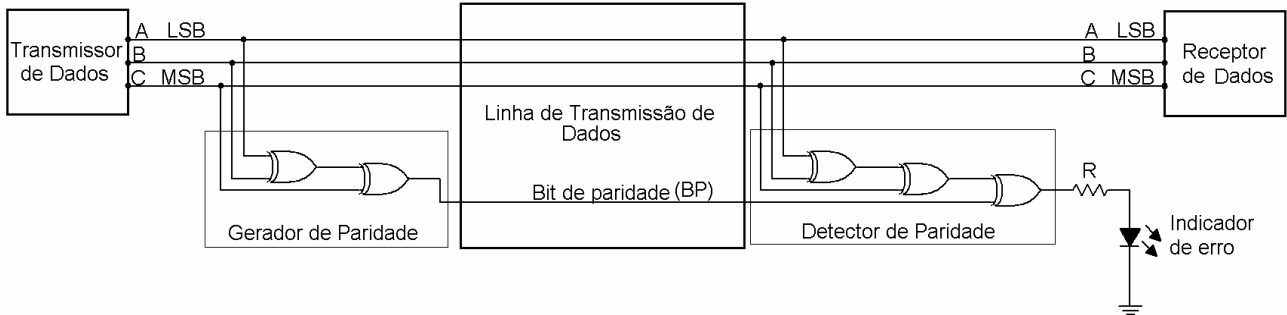 Transmissor
de Dados
A LSB
B
C MSB
Linha de Transmissão de
Dados
A LSB
B
C MSB
Receptor
de Dados
Gerador de Paridade
Bit de paridade (BP)
Detector de Paridade
R
Indicador
de erro